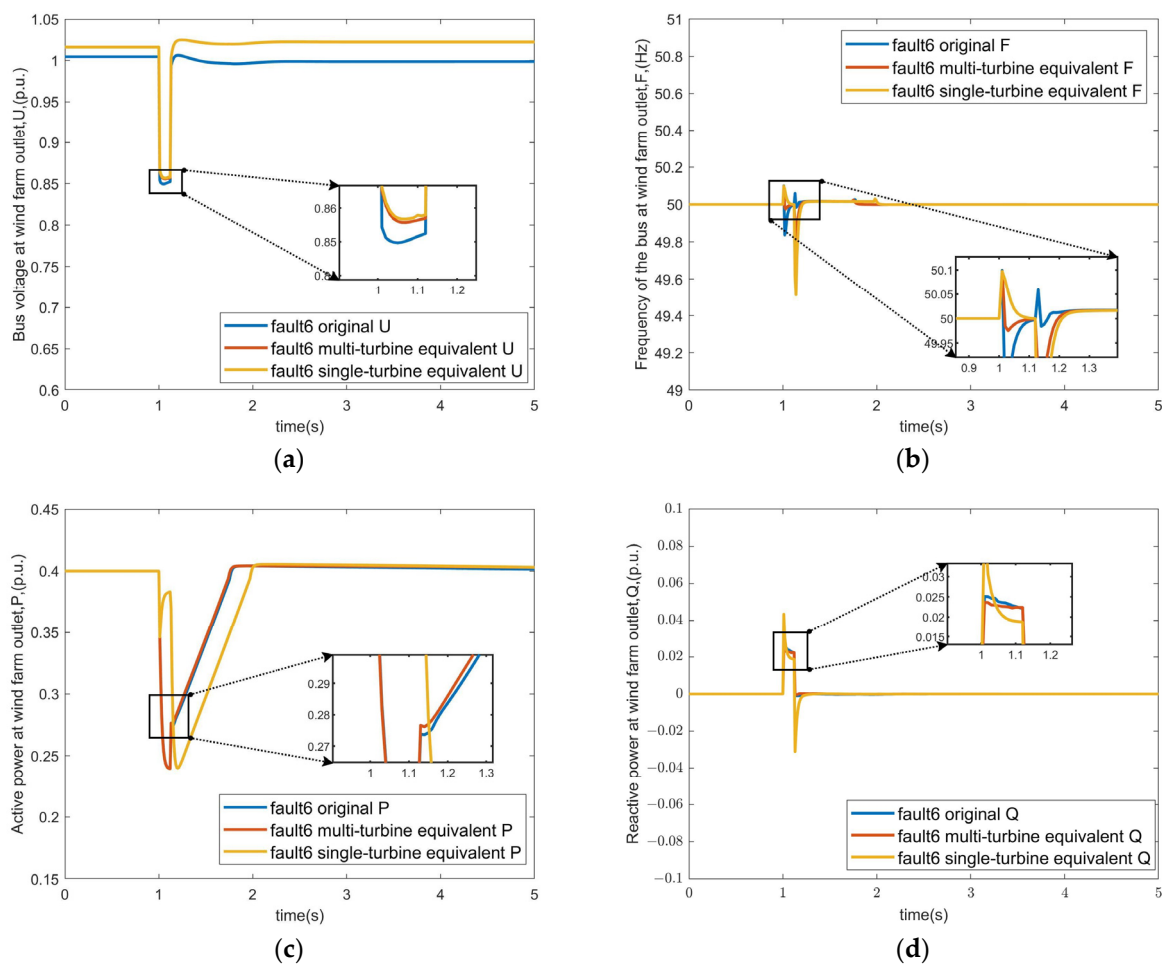 1.05
1
0.95
0.9
0.85
0.8
0.75
0.7
0.65
0.6
Bus voltage at wind farm outlet,U,(p.u.)
0.86
0.85
1
1.1
1.2
fault6 original U
fault6 multi-turbine equivalent U
fault6 single-turbine equivalent U
0 1 2 3 4 5
time(s)
(a)
51
50.8
50.6
50.4
50.2
50
49.8
49.6
49.4
49.2
49
Frequency of the bus at wind farm outlet,F,(Hz)
fault6 original F
fault6 multi-turbine equivalent F
fault6 single-turbine equivalent F
50.1
50.05
50
49.95
0.9 1 1.1 1.2 1.3
0 1 2 3 4 5
time(s)
(b)
0.45
0.4
0.35
0.3
0.25
0.2
0.15
Active power at wind farm outlet,P,(p.u.)
0.29
0.28
0.27
1 1.1 1.2 1.3
fault6 original P
fault6 multi-turbine equivalent P
fault6 single-turbine equivalent P
0 1 2 3 4 5
time(s)
(c)
0.1
0.08
0.06
0.04
0.02
0
−0.02
−0.04
−0.06
−0.08
−0.1
Reactive power at wind farm outlet,Q,(p.u.)
0.03
0.025
0.02
0.015
1 1.1 1.2
fault6 original Q
fault6 multi-turbine equivalent Q
fault6 single-turbine equivalent Q
0 1 2 3 4 5
time(s)
(d)